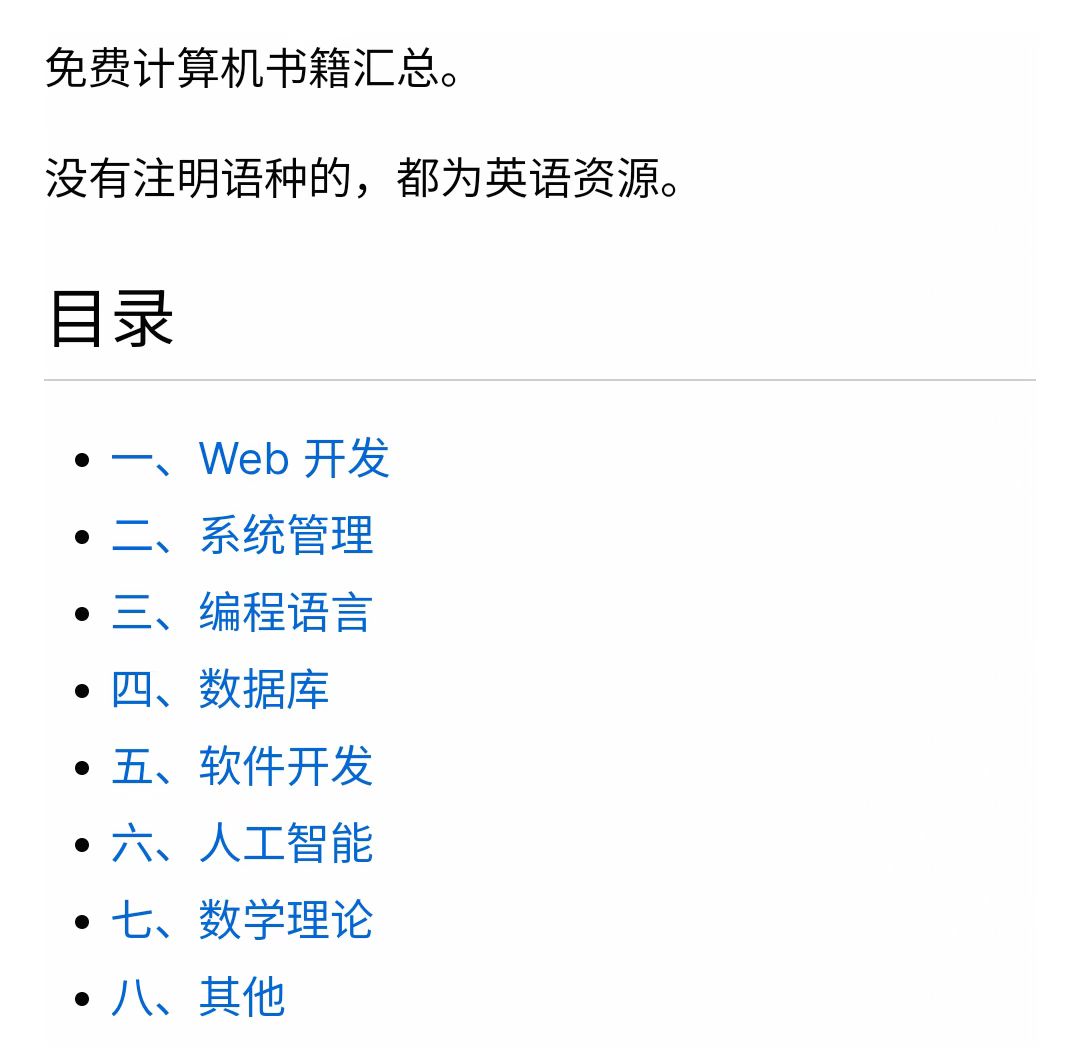 免费计算机书籍汇总。
没有注明语种的，都为英语资源。
目录
一、Web 开发
二、系统管理
三、编程语言
四、数据库
五、软件开发
六、人工智能
七、数学理论
八、其他